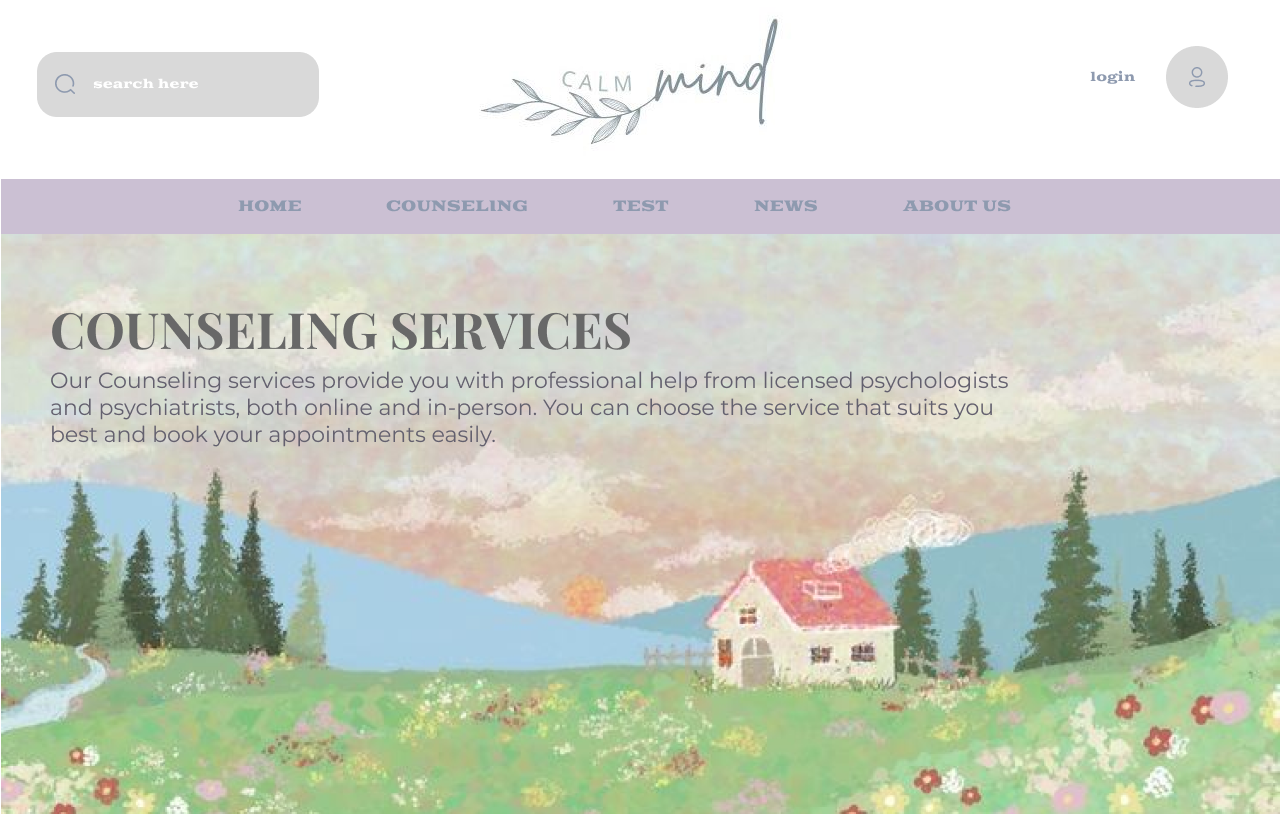 search here
CALM mind
login
HOME COUNSELING TEST NEWS ABOUT US
COUNSELING SERVICES
Our Counseling services provide you with professional help from licensed psychologists
and psychiatrists, both online and in-person. You can choose the service that suits you
best and book your appointments easily.